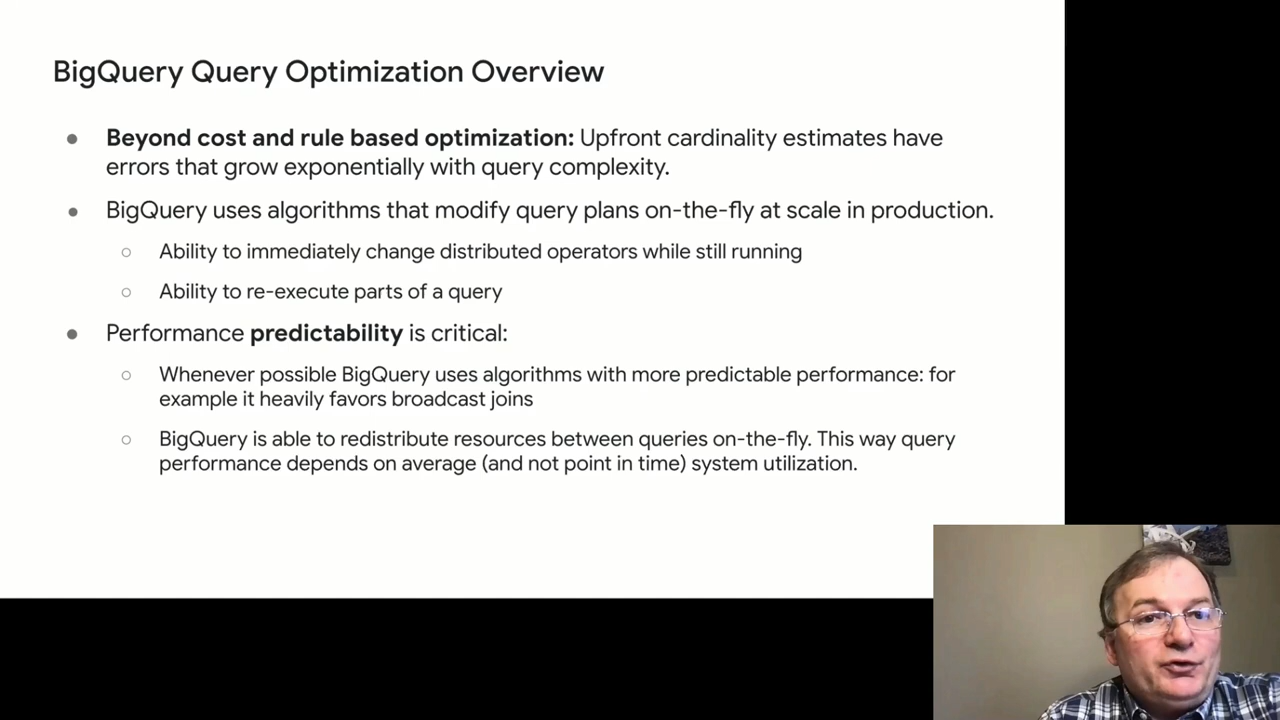 BigQuery Query Optimization Overview
● Beyond cost and rule based optimization: Upfront cardinality estimates have
errors that grow exponentially with query complexity.
● BigQuery uses algorithms that modify query plans on-the-fly at scale in production.
○ Ability to immediately change distributed operators while still running
○ Ability to re-execute parts of a query
● Performance predictability is critical:
○ Whenever possible BigQuery uses algorithms with more predictable performance: for
example it heavily favors broadcast joins
○ BigQuery is able to redistribute resources between queries on-the-fly. This way query
performance depends on average (and not point in time) system utilization.